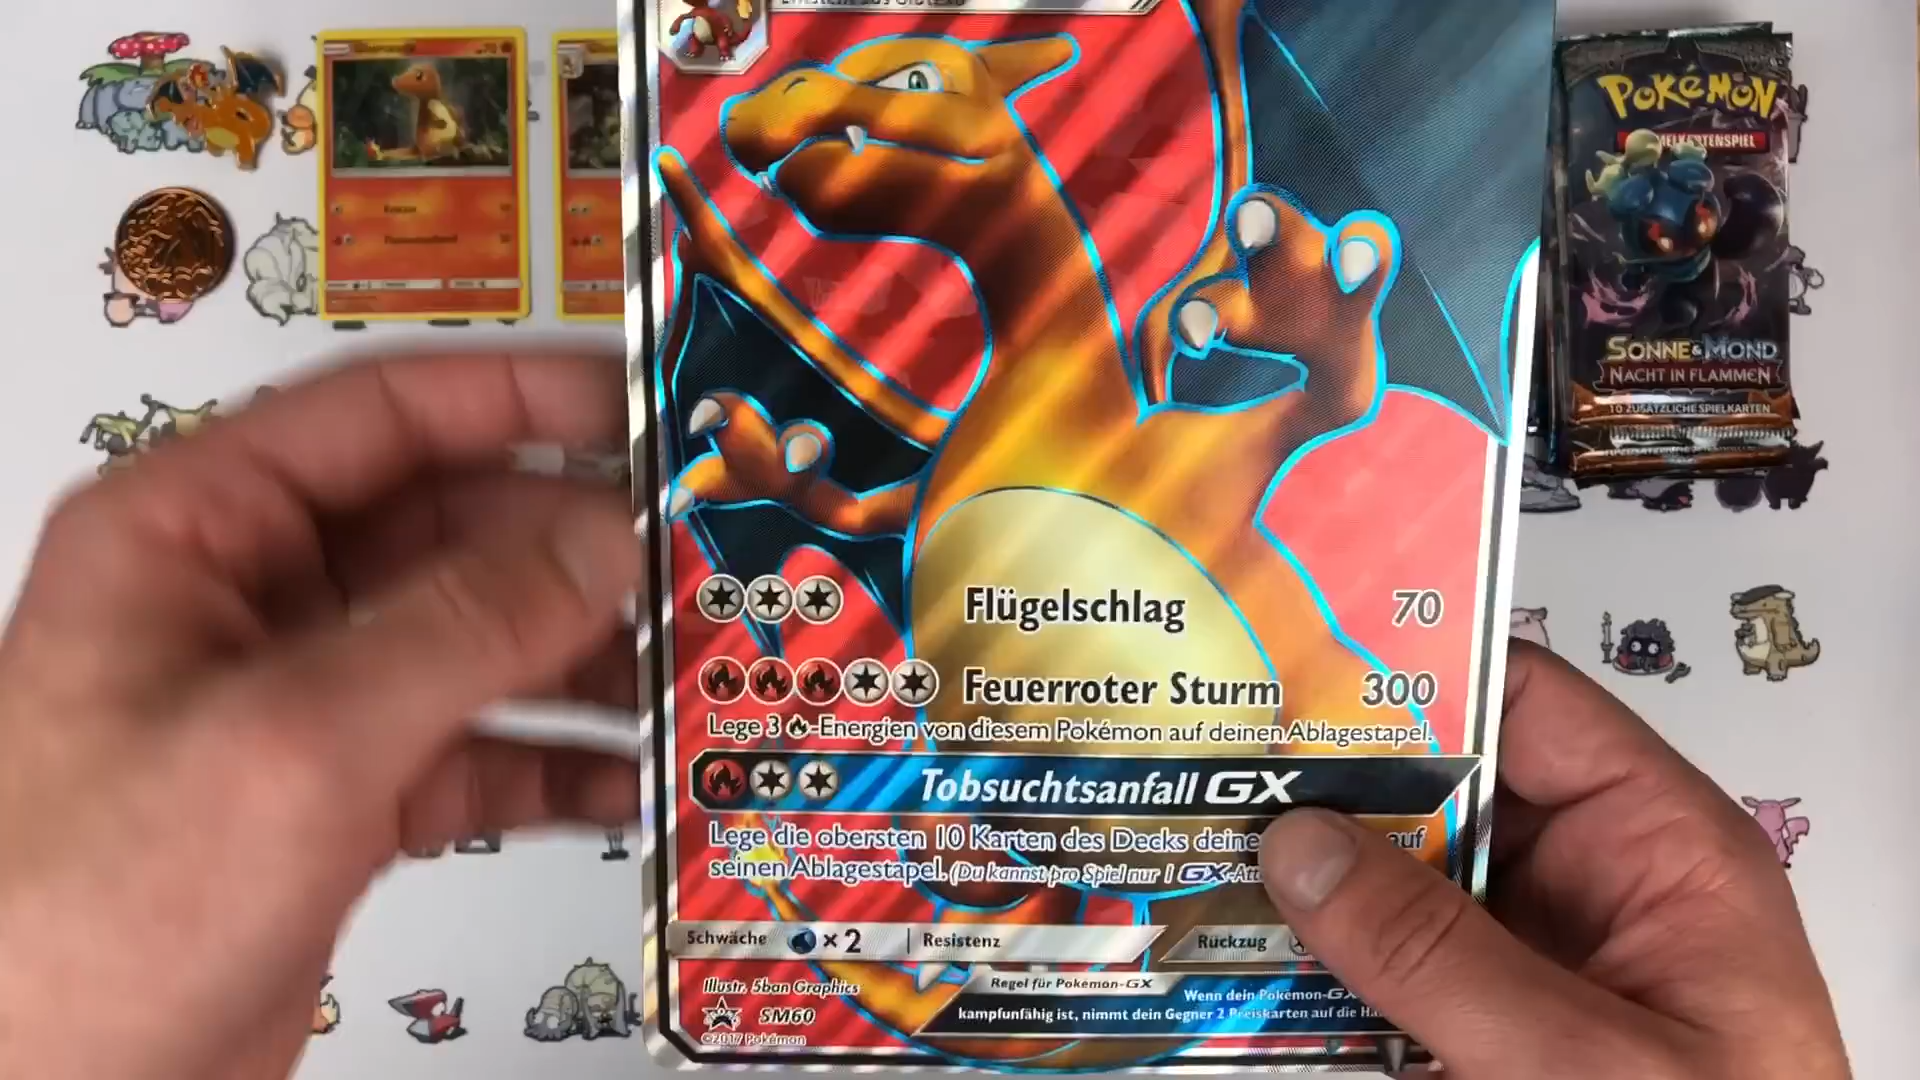 POKéMON
SONNE & MOND
NACHT IN FLAMMEN
10 ZUSÄTZLICHE SPIELKARTEN
Flügelschlag 70
Feuerroter Sturm 300
Lege 3 -Energien von diesem Pokémon auf deinen Ablagestapel.
Tobsuchtsanfall GX
Lege die obersten 10 Karten des Decks deine auf
seinen Ablagestapel. (Du kannst pro Spiel nur 1 GX-Att
Schwäche ×2 Resistenz Rückzug
Illustr. 5ban Graphics
Regel für Pokémon-GX
Wenn dein Pokémon-GX
SM60
kampfunfähig ist, nimmt dein Gegner 2 Preiskarten auf die Ha
©2017 Pokémon